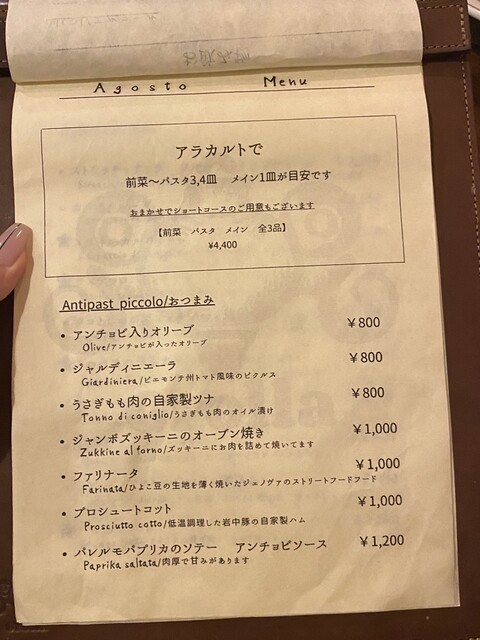 Agosto Menu
アラカルトで
前菜～パスタ3,4皿 メイン1皿が目安です
おまかせでショートコースのご用意もございます
【前菜 パスタ メイン 全3品】
¥4,400
Antipast piccolo/おつまみ
• アンチョビ入りオリーブ ¥800
Olive/アンチョビが入ったオリーブ
• ジャルディニエーラ ¥800
Giardiniera/ピエモンテ州トマト風味のピクルス
• うさぎもも肉の自家製ツナ ¥800
Tonno di coniglio/うさぎもも肉のオイル漬け
• ジャンボズッキーニのオーブン焼き ¥1,000
Zukkine al forno/ズッキーニにお肉を詰めて焼いてます
• ファリナータ ¥1,000
Farinata/ひよこ豆の生地を薄く焼いたジェノヴァのストリートフードフード
• プロシュートコット ¥1,000
Prosciutto cotto/低温調理した岩中豚の自家製ハム
• パレルモパプリカのソテー アンチョビソース ¥1,200
Paprika saltata/肉厚で甘みがあります